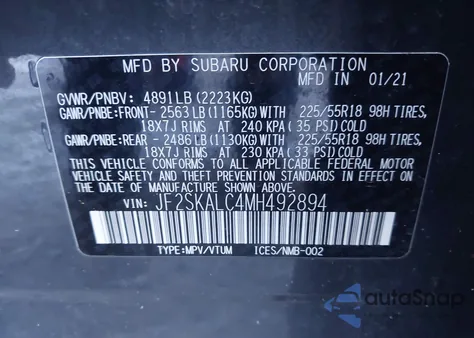 MFD BY SUBARU CORPORATION
MFD IN 01/21
GVWR/PNBV: 4891LB (2223KG)
GAWR/PNBE:FRONT- 2563LB (1165KG)WITH 225/55R18 98H TIRES,
18X7J RIMS AT 240 KPA (35 PSI)COLD
GAWR/PNBE:REAR - 2486LB (1130KG)WITH 225/55R18 98H TIRES,
18X7J RIMS AT 230 KPA (33 PSI)COLD
THIS VEHICLE CONFORMS TO ALL APPLICABLE FEDERAL MOTOR
VEHICLE SAFETY, BUMPER, AND THEFT PREVENTION STANDARDS
IN EFFECT ON THE DATE OF MANUFACTURE SHOWN ABOVE.
VIN: JF2SKALC4MH492894
TYPE:MPV/VTUM ICES/NMB-002
autoSnap